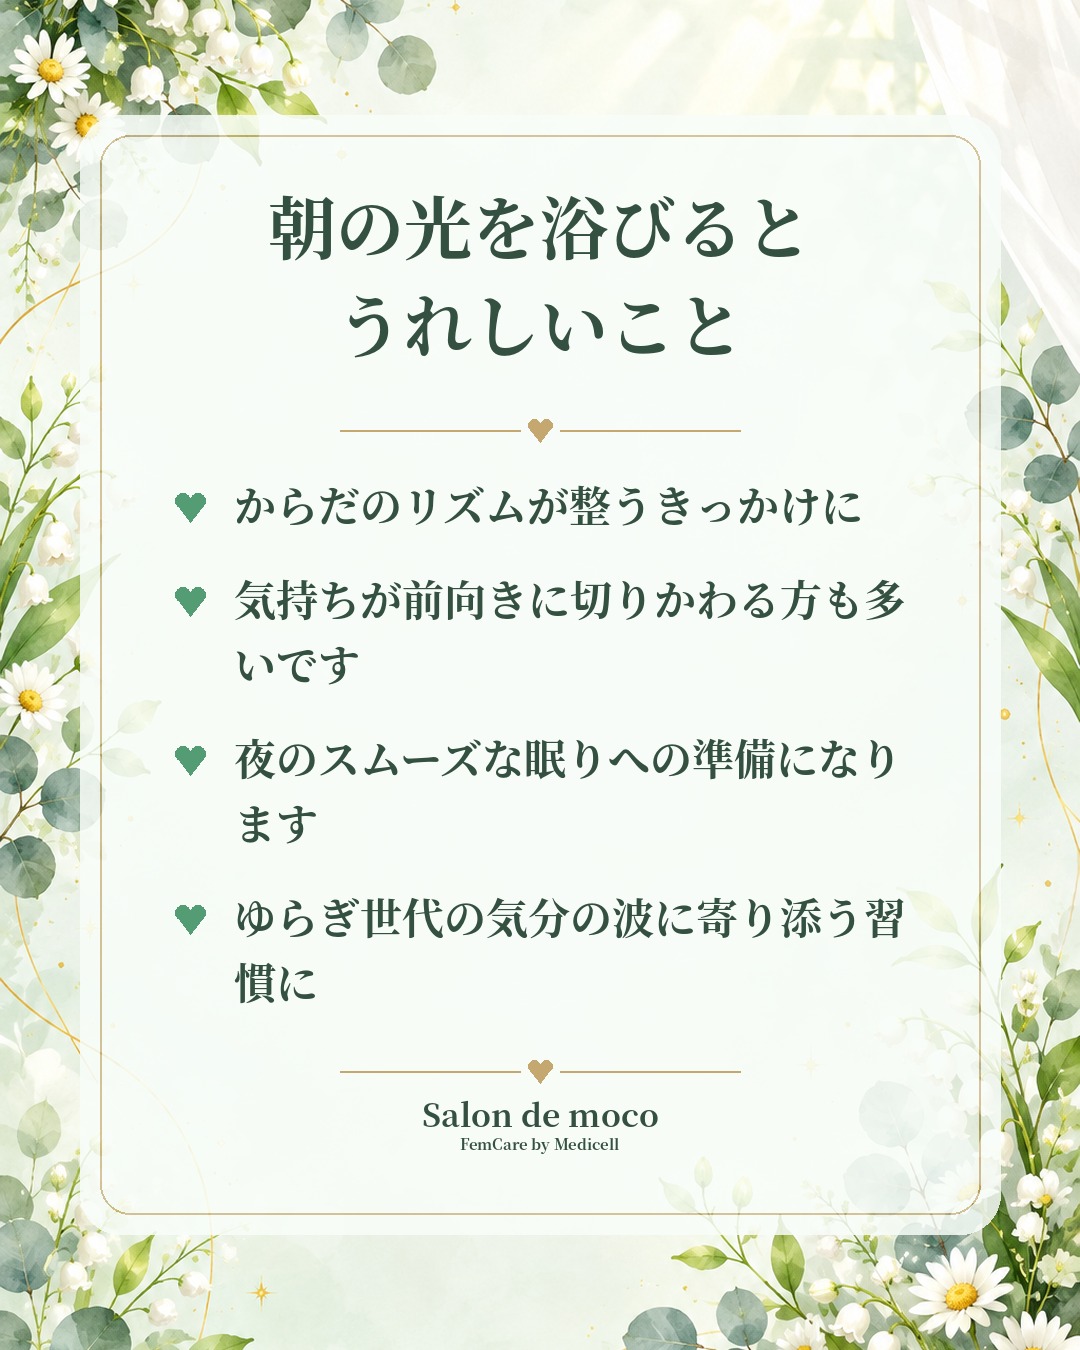 朝の光を浴びると
うれしいこと
からだのリズムが整うきっかけに
気持ちが前向きに切りかわる方も多
いです
夜のスムーズな眠りへの準備になり
ます
ゆらぎ世代の気分の波に寄り添う習
慣に
Salon de moco
FemCare by Medicell